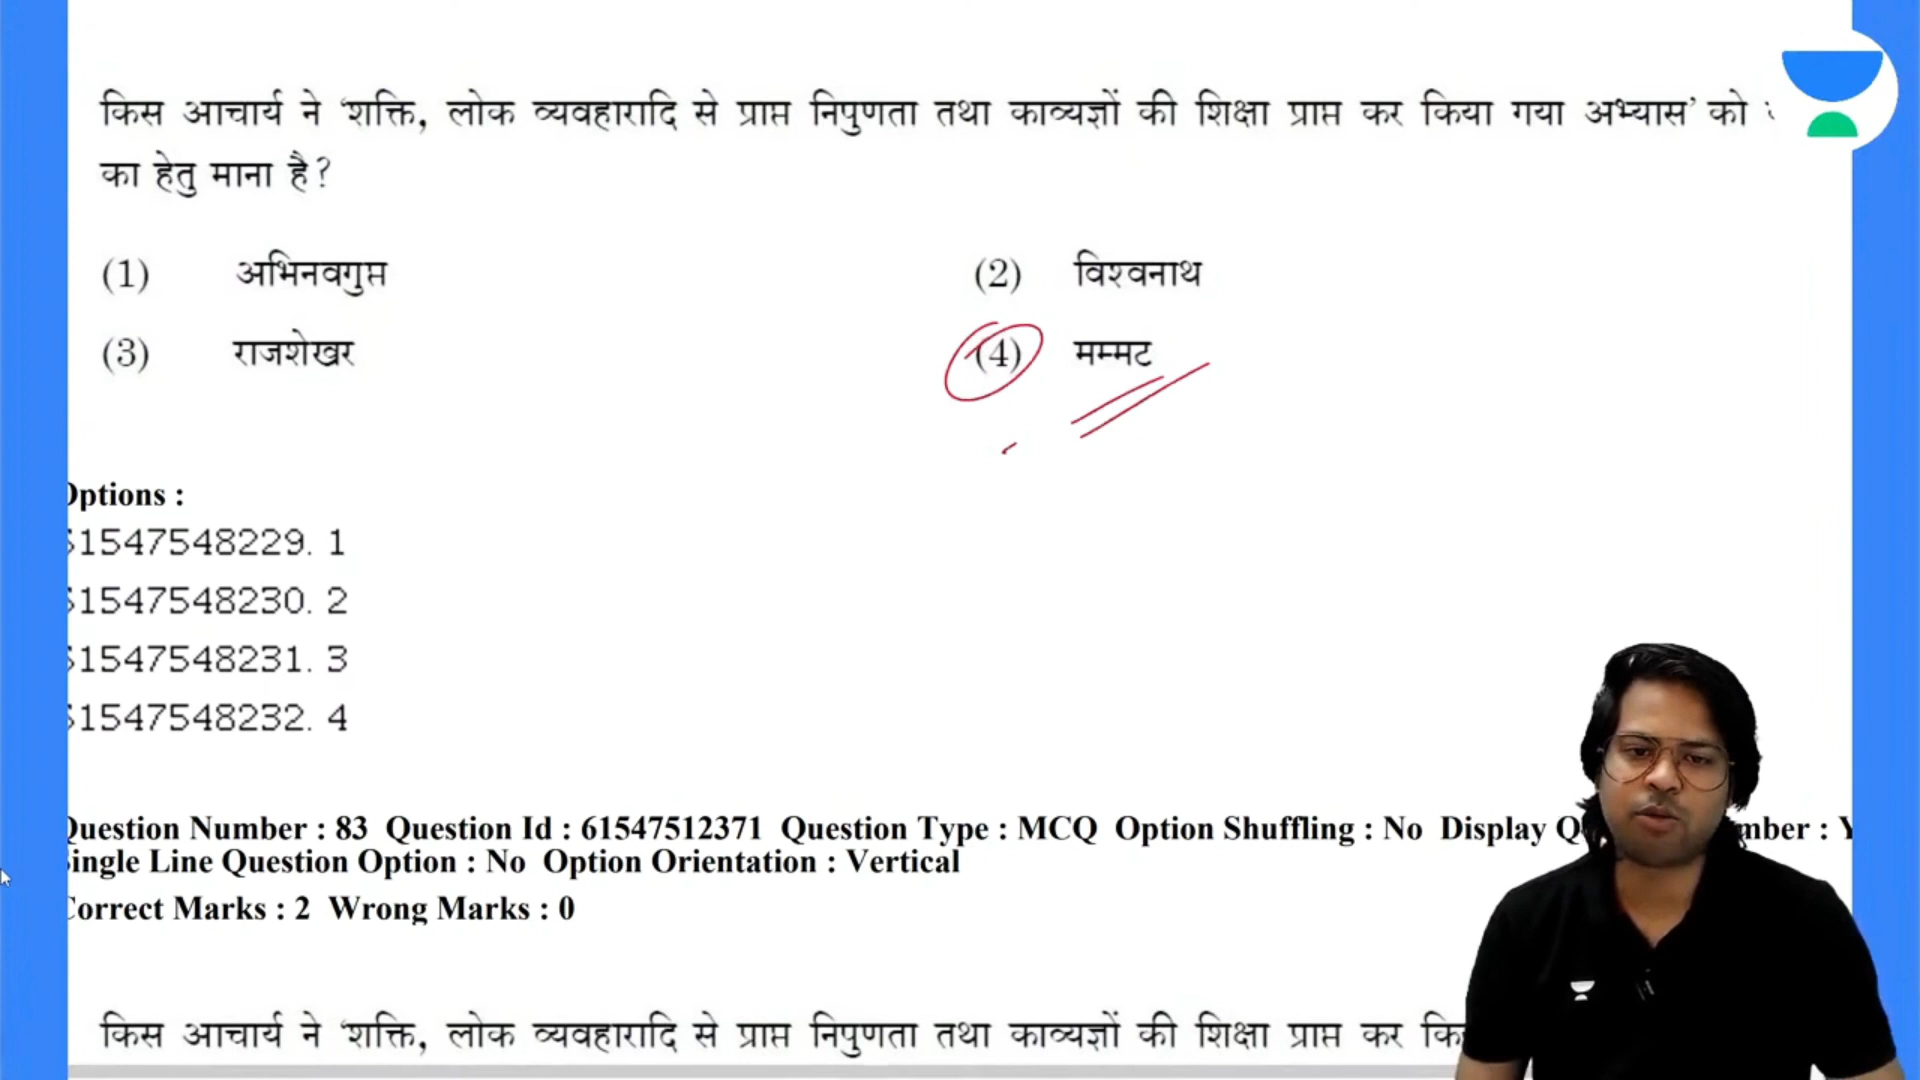 किस आचार्य ने ‘शक्ति, लोक व्यवहारादि से प्राप्त निपुणता तथा काव्यज्ञों की शिक्षा प्राप्त कर किया गया अभ्यास’ को
का हेतु माना है?
(1) अभिनवगुप्त (2) विश्वनाथ
(3) राजशेखर (4) मम्मट
Options :
1547548229. 1
1547548230. 2
1547548231. 3
1547548232. 4
Question Number : 83 Question Id : 61547512371 Question Type : MCQ Option Shuffling : No Display Q mber : Y
ingle Line Question Option : No Option Orientation : Vertical
Correct Marks : 2 Wrong Marks : 0
किस आचार्य ने ‘शक्ति, लोक व्यवहारादि से प्राप्त निपुणता तथा काव्यज्ञों की शिक्षा प्राप्त कर